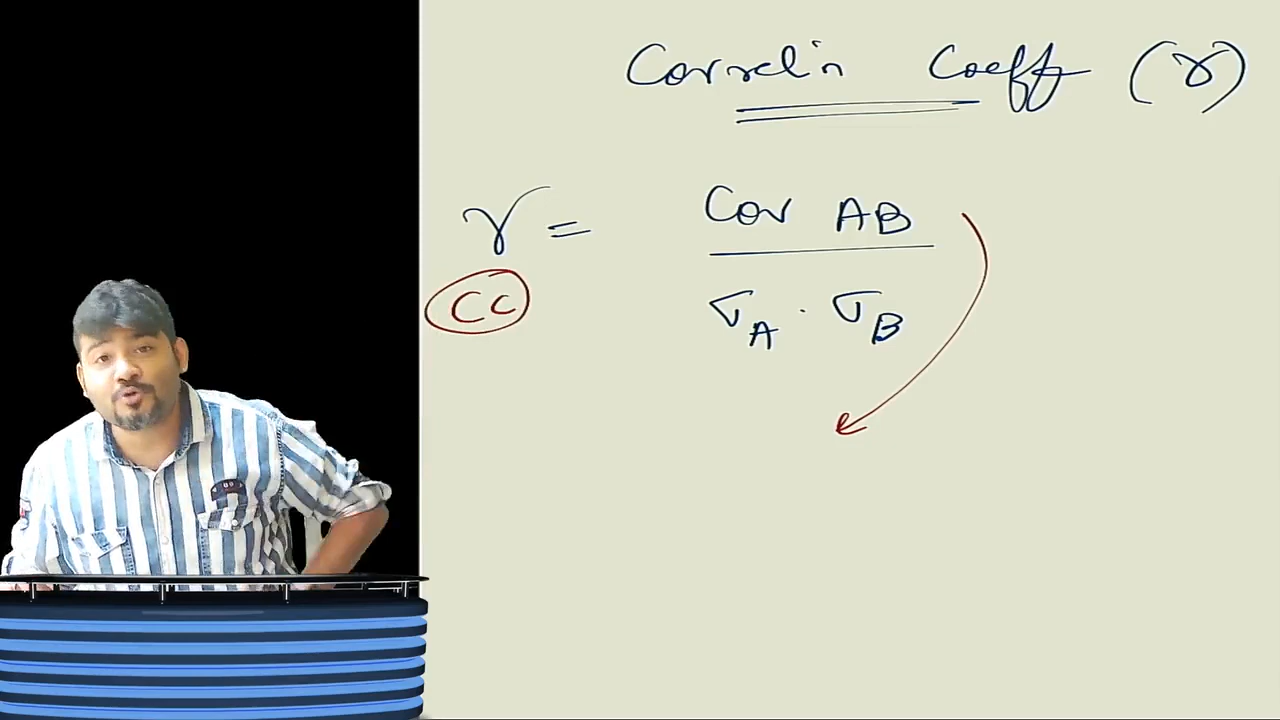 Correl'n Coeff (r)
r = Cov AB
CC
σA · σB